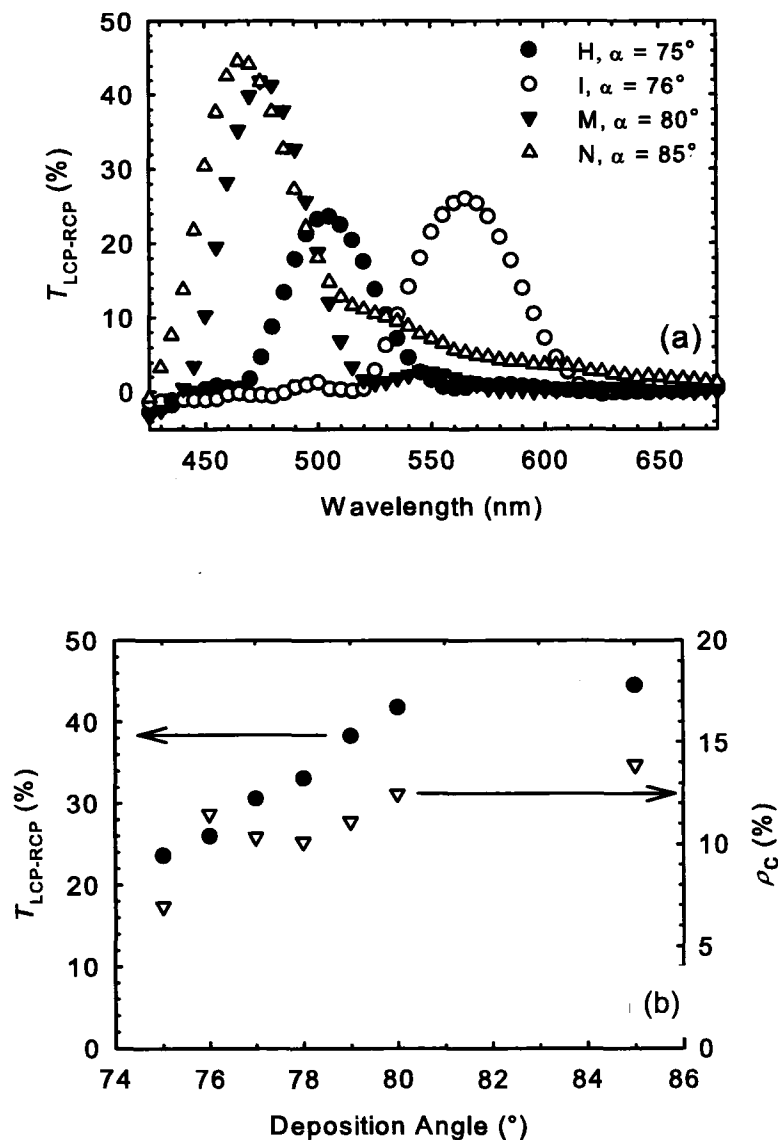 50
40
30
20
10
0
T LCP-RCP (%)
H, α = 75°
I, α = 76°
M, α = 80°
N, α = 85°
(a)
450 500 550 600 650
Wavelength (nm)
50
40
30
20
10
0
T LCP-RCP (%)
20
15
10
5
0
ρC (%)
(b)
74 76 78 80 82 84 86
Deposition Angle (°)